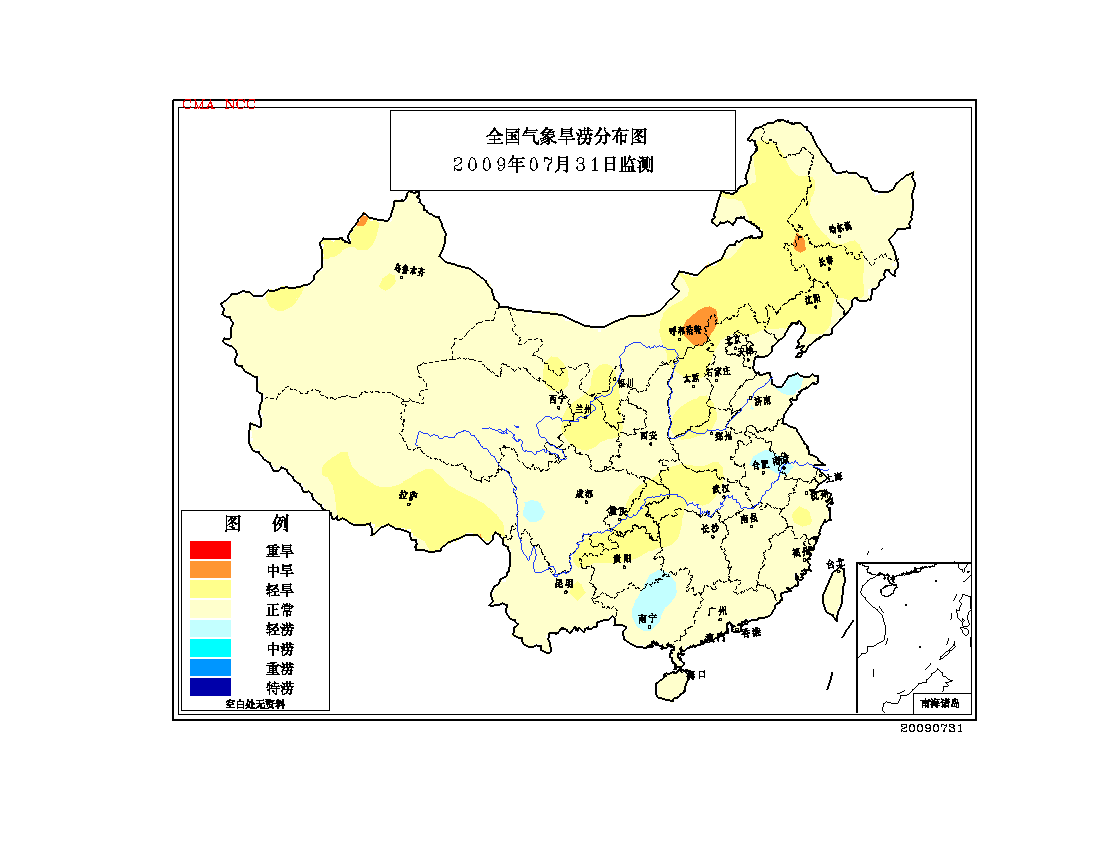 CMA NCC
全国气象旱涝分布图
2009年07月31日监测
哈尔滨
长春
乌鲁木齐
沈阳
呼和浩特
北京
天津
银川
太原
石家庄
西宁
兰州
济南
西安
郑州
合肥
南京
上海
拉萨
成都
武汉
杭州
重庆
长沙
南昌
贵阳
福州
台北
昆明
南宁
广州
澳门
香港
海口
图 例
重旱
中旱
轻旱
正常
轻涝
中涝
重涝
特涝
空白处无资料
南海诸岛
20090731